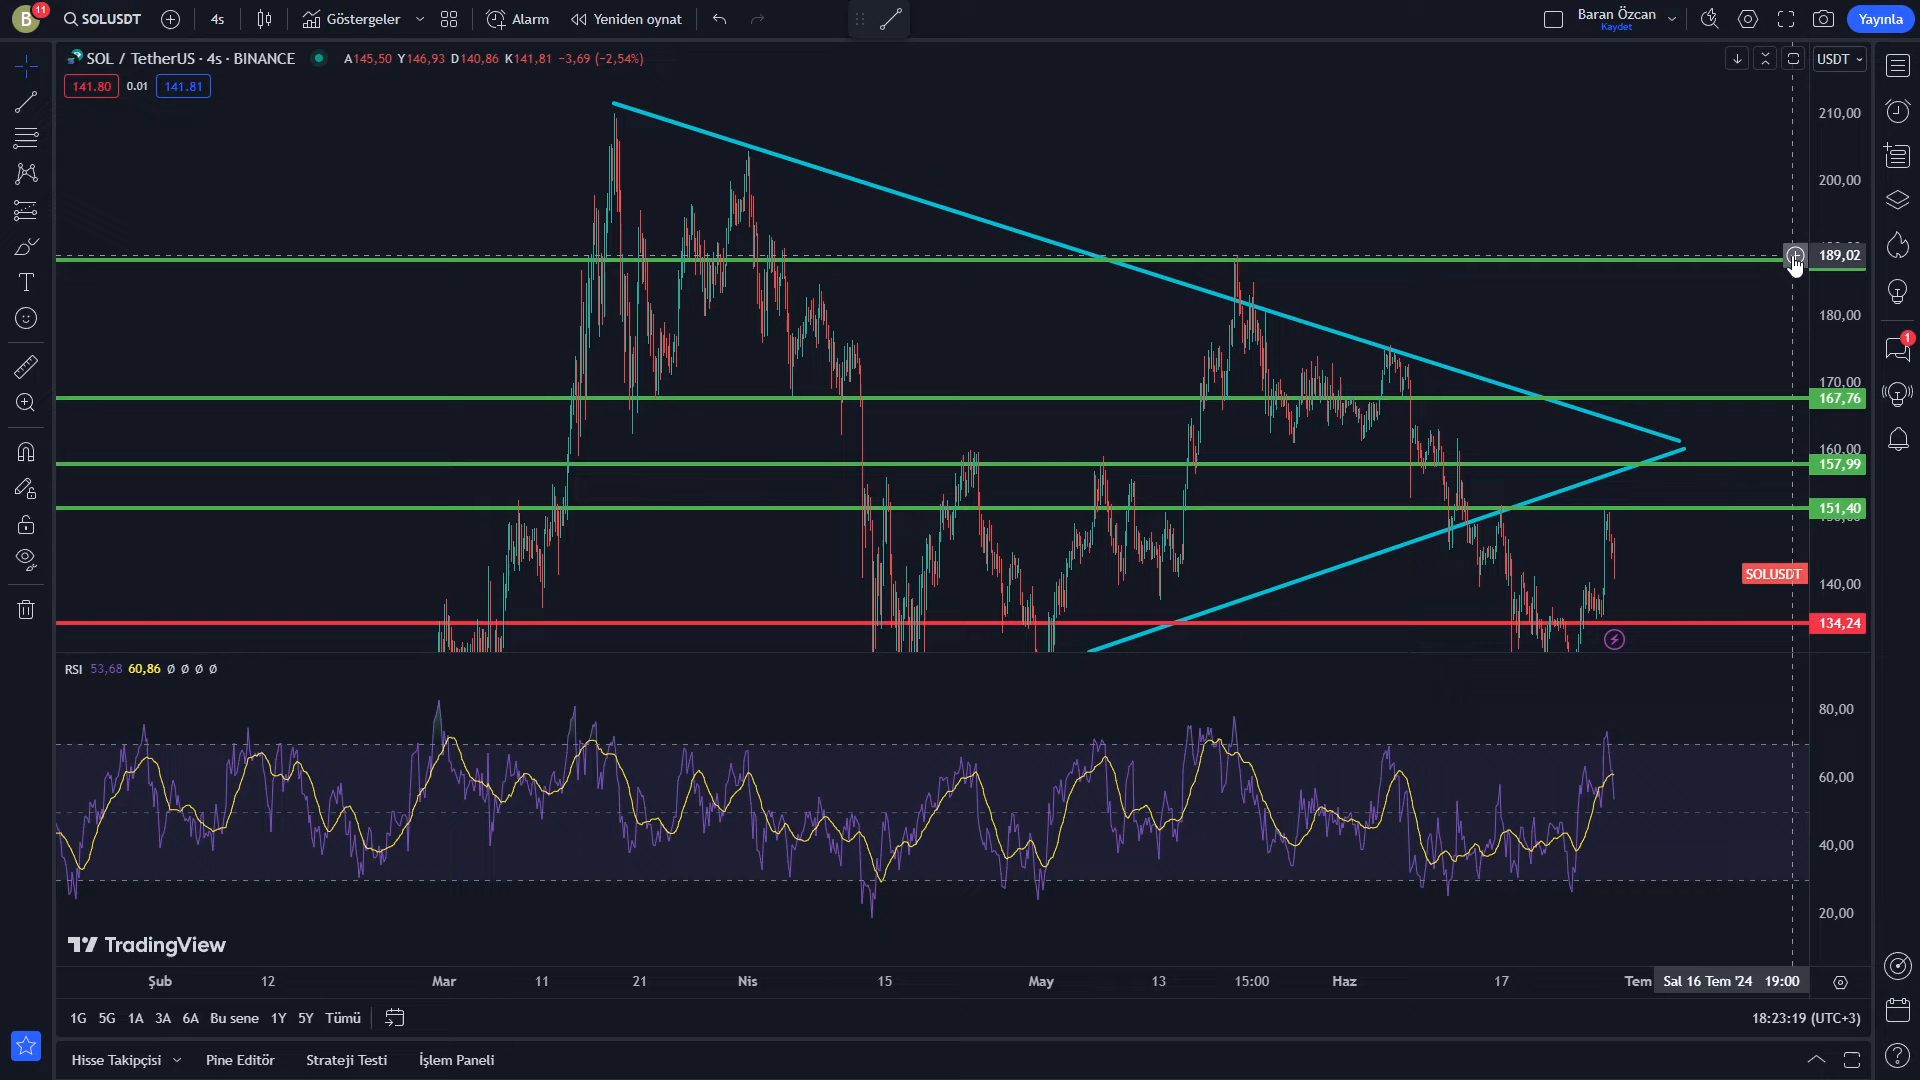 B 11 SOLUSDT 4s Göstergeler Alarm Yeniden oynat Baran Özcan Kaydet Yayınla
SOL / TetherUS · 4s · BINANCE A145,50 Y146,93 D140,86 K141,81 −3,69 (−2,54%) USDT
141.80 0.01 141.81
210,00
200,00
189,02
180,00
170,00
167,76
160,00
157,99
151,40
SOLUSDT
140,00
134,24
1
RSI 53,68 60,86 Ø Ø Ø Ø
80,00
60,00
40,00
20,00
TradingView
Şub 12 Mar 11 21 Nis 15 May 13 15:00 Haz 17 Tem Sal 16 Tem '24 19:00
1G 5G 1A 3A 6A Bu sene 1Y 5Y Tümü 18:23:19 (UTC+3)
Hisse Takipçisi Pine Editör Strateji Testi İşlem Paneli